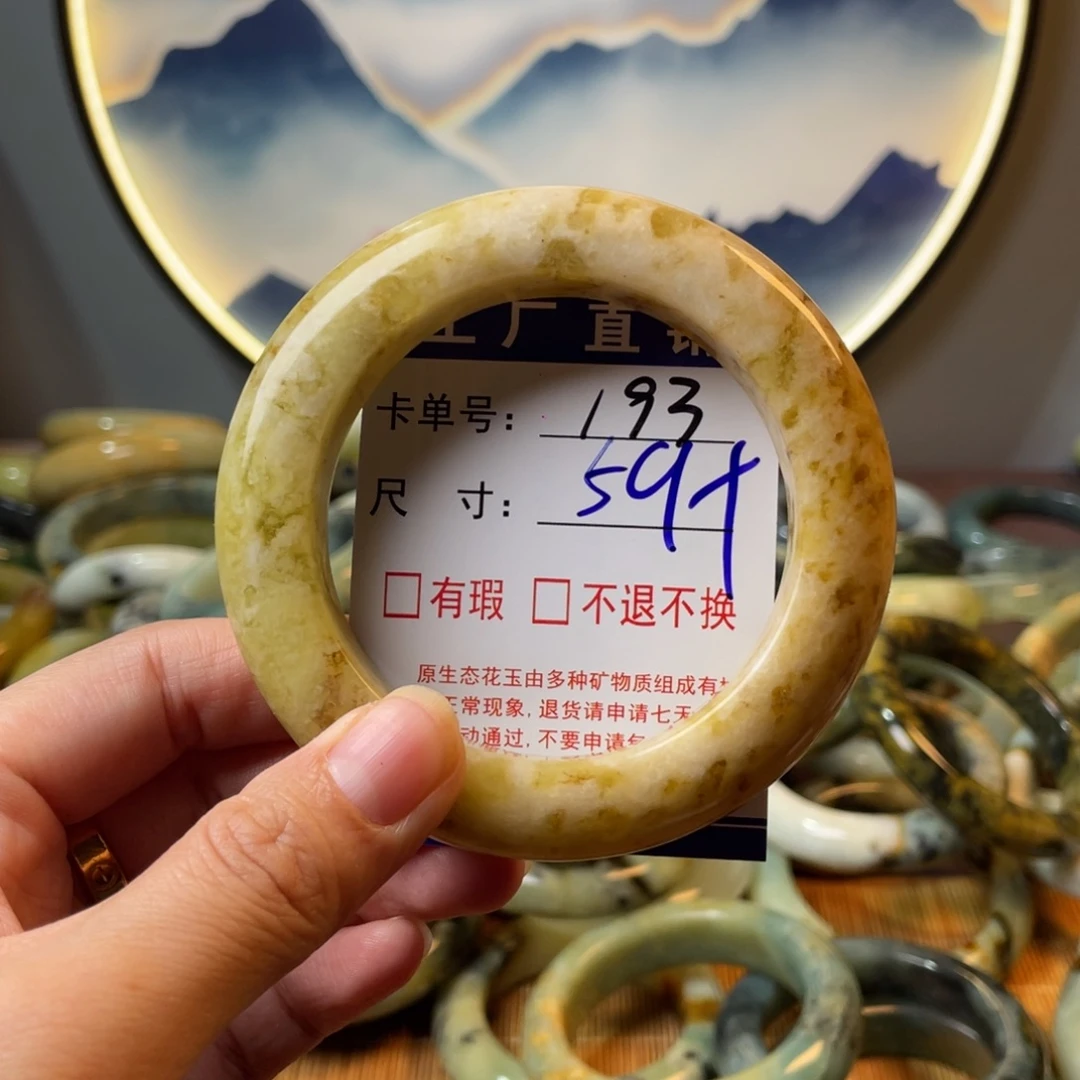 工厂直销
卡单号： 193
尺 寸： 59+
有瑕 不退不换
原生态花玉由多种矿物质组成有
正常现象, 退货请申请七天
动通过, 不要申请